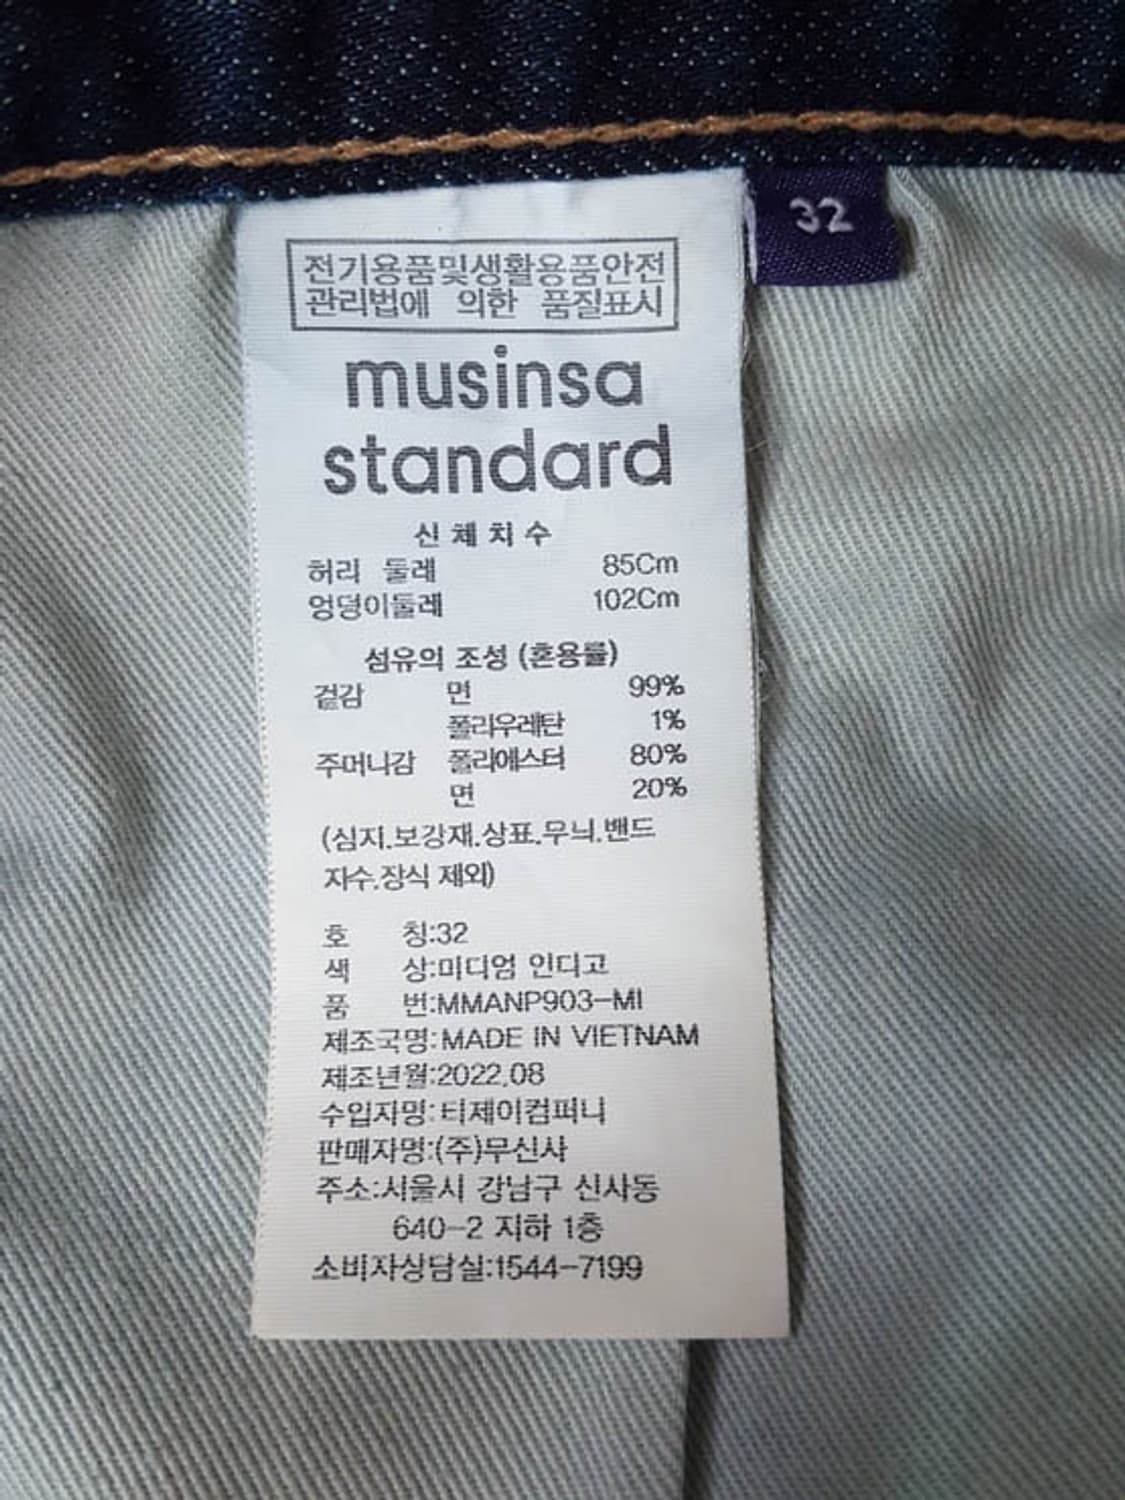 32
전기용품및생활용품안전
관리법에 의한 품질표시
musinsa
standard
신체치수
허리 둘레 85Cm
엉덩이둘레 102Cm
섬유의 조성 (혼용률)
겉감 면 99%
폴리우레탄 1%
주머니감 폴리에스터 80%
면 20%
(심지.보강재.상표.무늬.밴드
자수.장식 제외)
호 칭:32
색 상:미디엄 인디고
품 번:MMANP903-MI
제조국명:MADE IN VIETNAM
제조년월:2022.08
수입자명:티제이컴퍼니
판매자명:(주)무신사
주소:서울시 강남구 신사동
640-2 지하 1층
소비자상담실:1544-7199